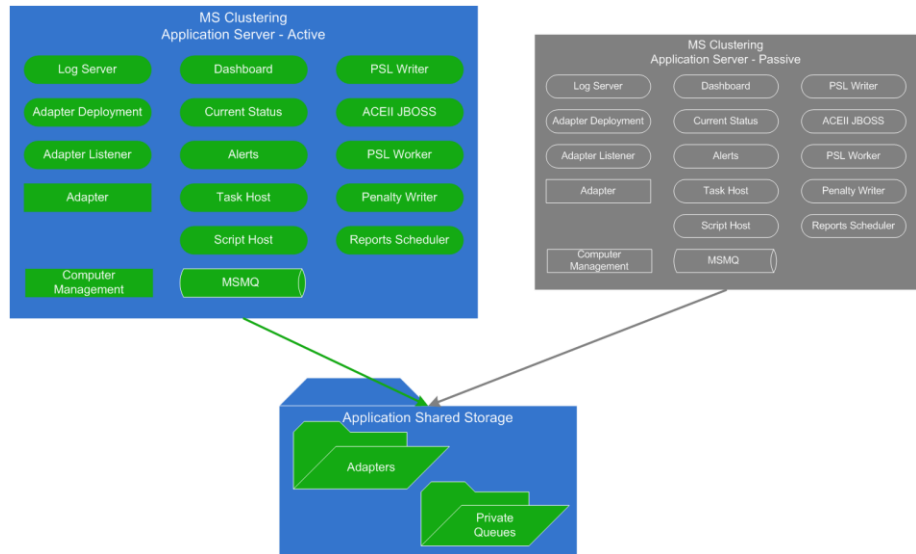 MS Clustering
Application Server - Active
Log Server
Dashboard
PSL Writer
Adapter Deployment
Current Status
ACEII JBOSS
Adapter Listener
Alerts
PSL Worker
Adapter
Task Host
Penalty Writer
Script Host
Reports Scheduler
Computer
Management
MSMQ
MS Clustering
Application Server - Passive
Log Server
Dashboard
PSL Writer
Adapter Deployment
Current Status
ACEII JBOSS
Adapter Listener
Alerts
PSL Worker
Adapter
Task Host
Penalty Writer
Script Host
Reports Scheduler
Computer
Management
MSMQ
Application Shared Storage
Adapters
Private
Queues